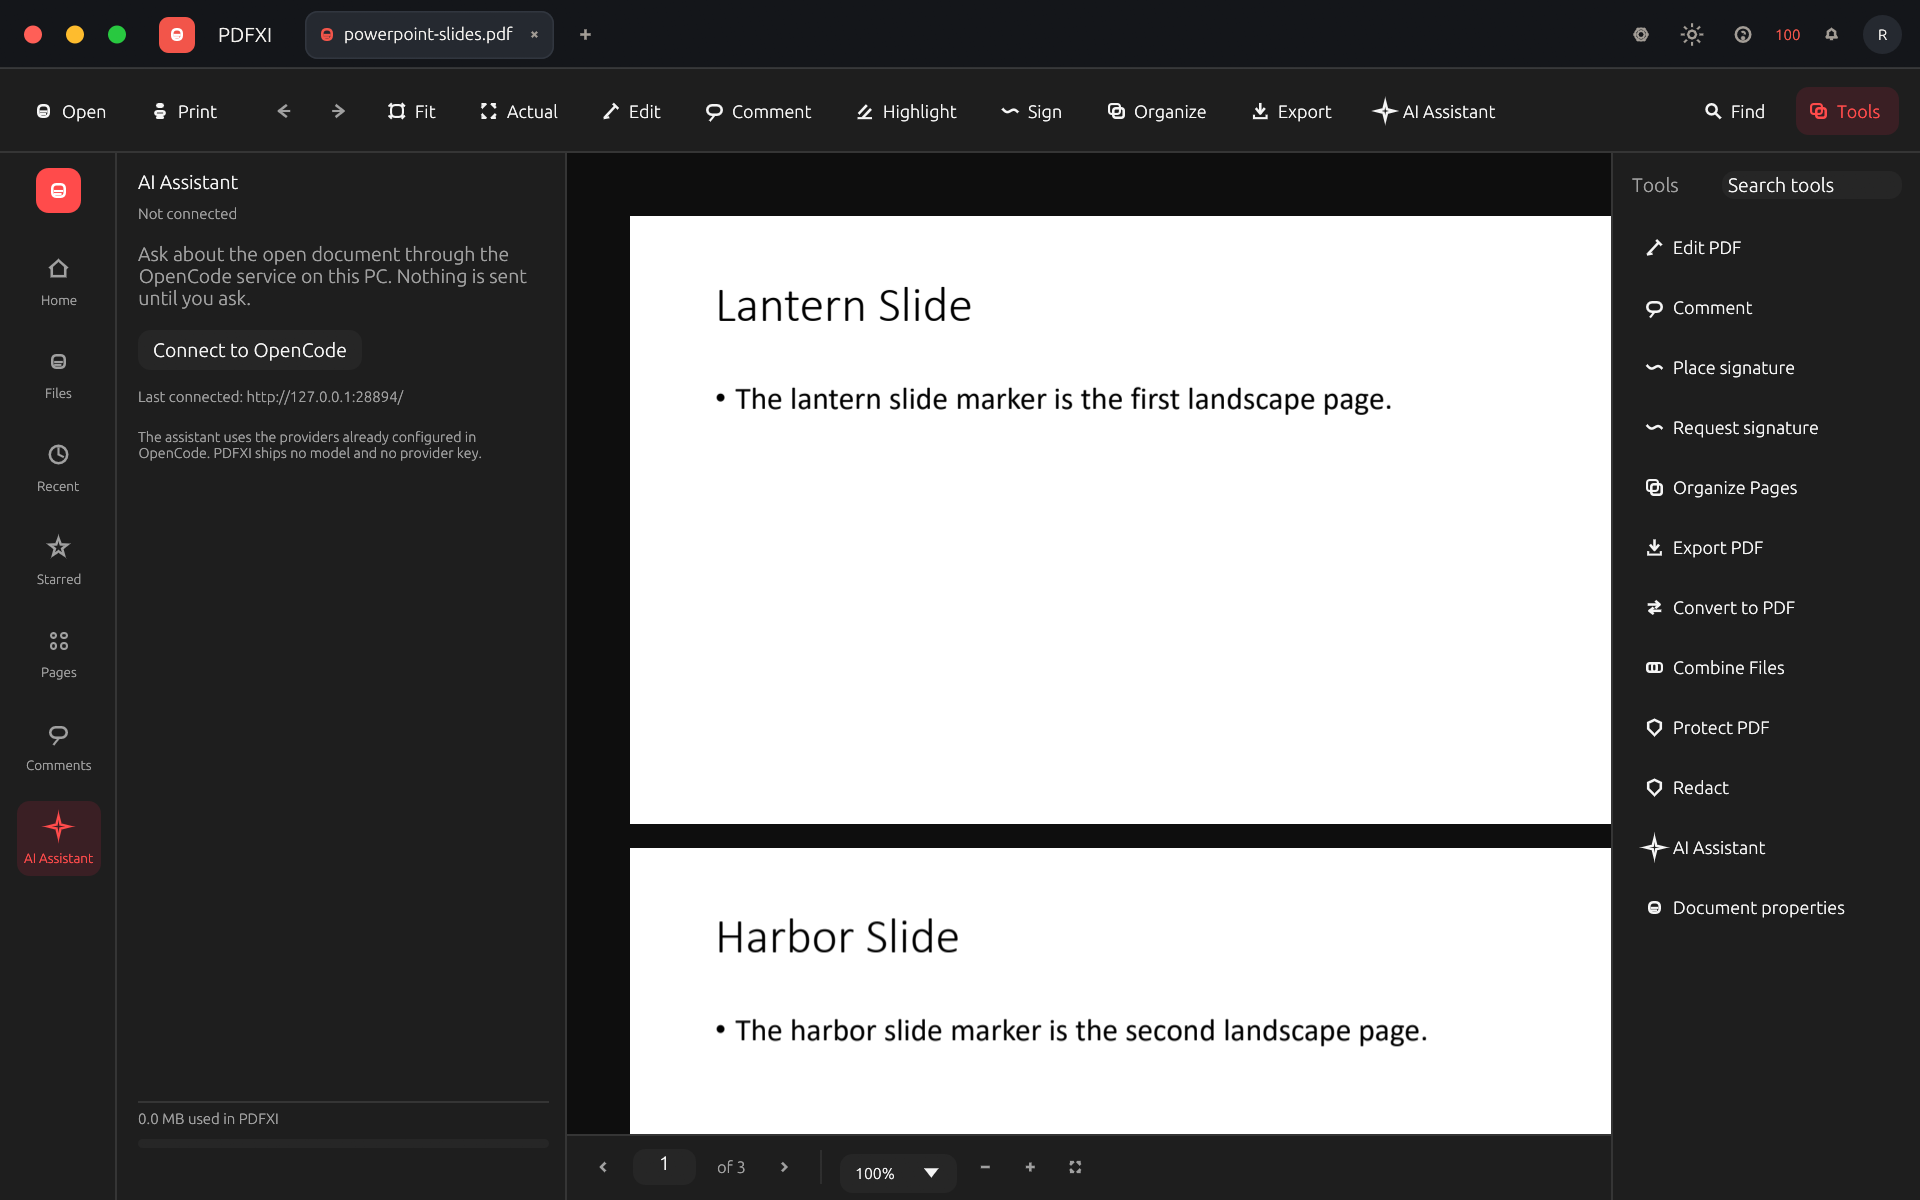 PDFXI
powerpoint-slides.pdf
100
R
Open
Print
Fit
Actual
Edit
Comment
Highlight
Sign
Organize
Export
AI Assistant
Find
Tools
Home
Files
Recent
Starred
Pages
Comments
AI Assistant
AI Assistant
Not connected
Ask about the open document through the
OpenCode service on this PC. Nothing is sent
until you ask.
Connect to OpenCode
Last connected: http://127.0.0.1:28894/
The assistant uses the providers already configured in
OpenCode. PDFXI ships no model and no provider key.
0.0 MB used in PDFXI
Lantern Slide
• The lantern slide marker is the first landscape page.
Harbor Slide
• The harbor slide marker is the second landscape page.
1
of 3
100%
Tools
Search tools
Edit PDF
Comment
Place signature
Request signature
Organize Pages
Export PDF
Convert to PDF
Combine Files
Protect PDF
Redact
AI Assistant
Document properties